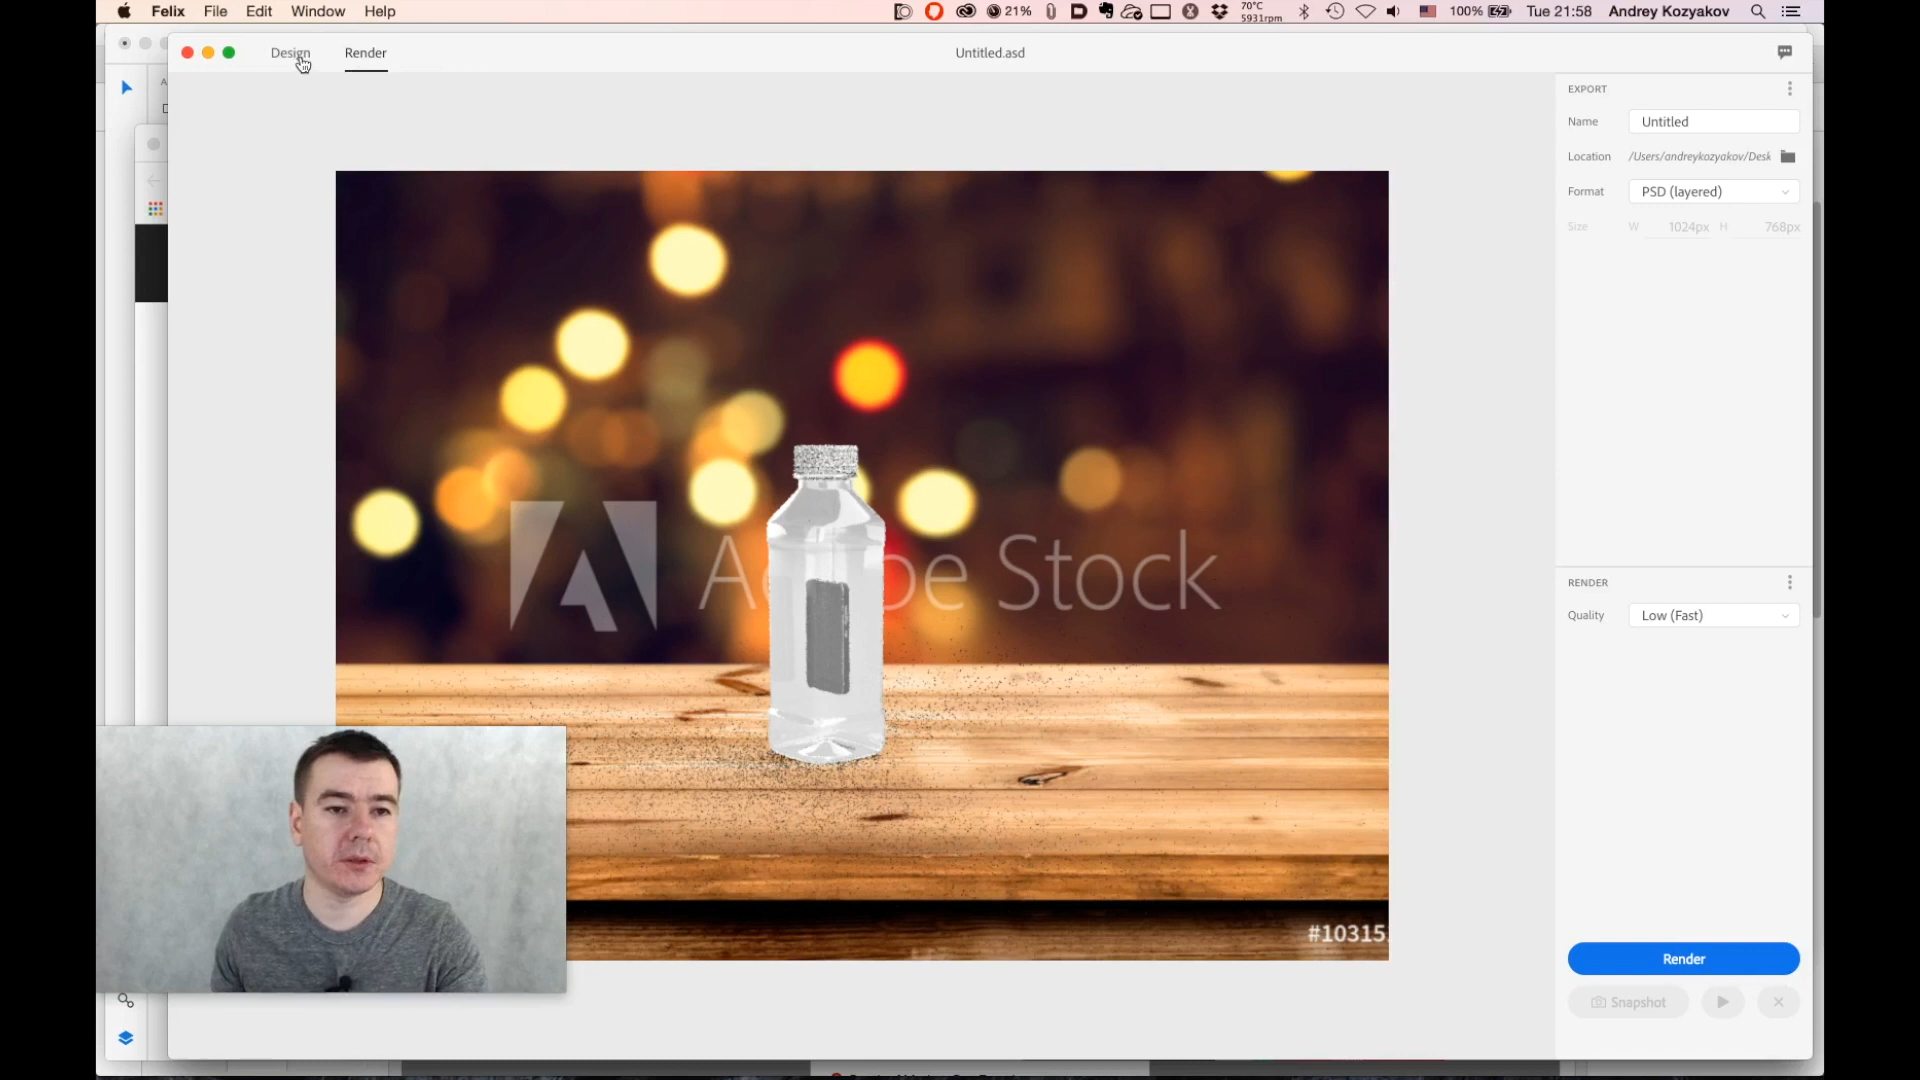 Felix File Edit Window Help 21% 70°C 5931rpm 100% Tue 21:58 Andrey Kozyakov
Design Render Untitled.asd
EXPORT
Name Untitled
Location /Users/andreykozyakov/Desk
Format PSD (layered)
Size W 1024px H 768px
Adobe Stock
RENDER
Quality Low (Fast)
#10315
Render
Snapshot